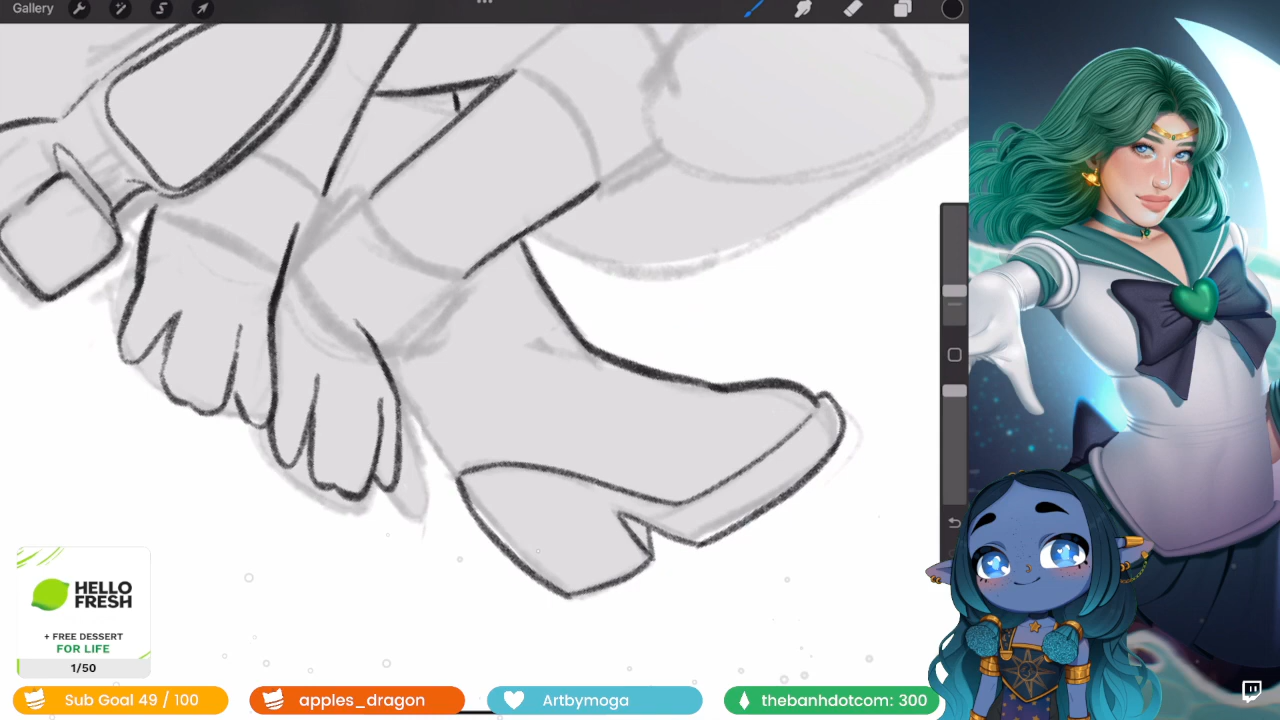 Gallery
HELLO
FRESH
+ FREE DESSERT
FOR LIFE
1/50
Sub Goal 49 / 100
apples_dragon
Artbymoga
thebanhdotcom: 300